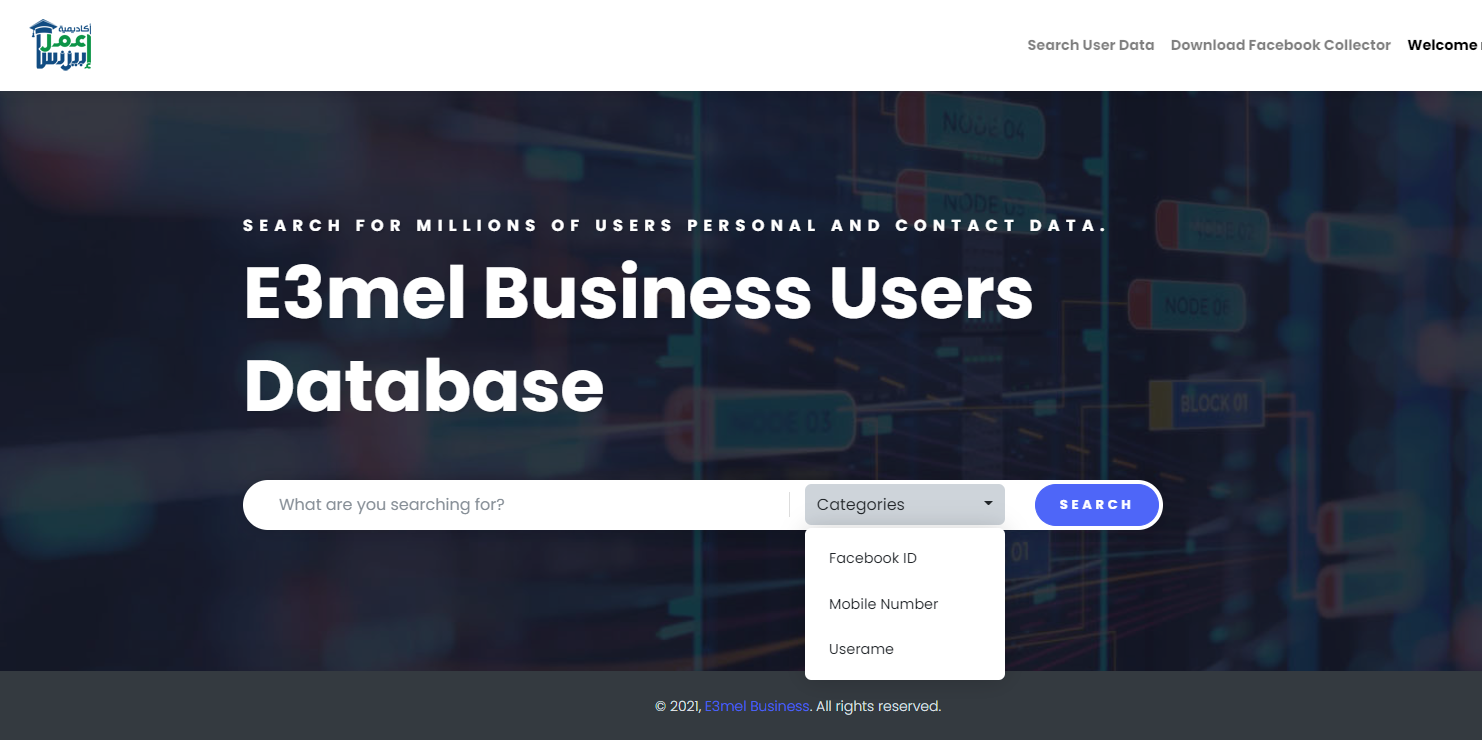 أكاديمية
إعمل
بيزنس
Search User Data Download Facebook Collector Welcome
NODE 04
NODE 05
SEARCH FOR MILLIONS OF USERS PERSONAL AND CONTACT DATA.
E3mel Business Users
Database
NODE 06
BLOCK 01
NODE 03
What are you searching for? Categories SEARCH
01
Facebook ID
Mobile Number
Userame
© 2021, E3mel Business. All rights reserved.